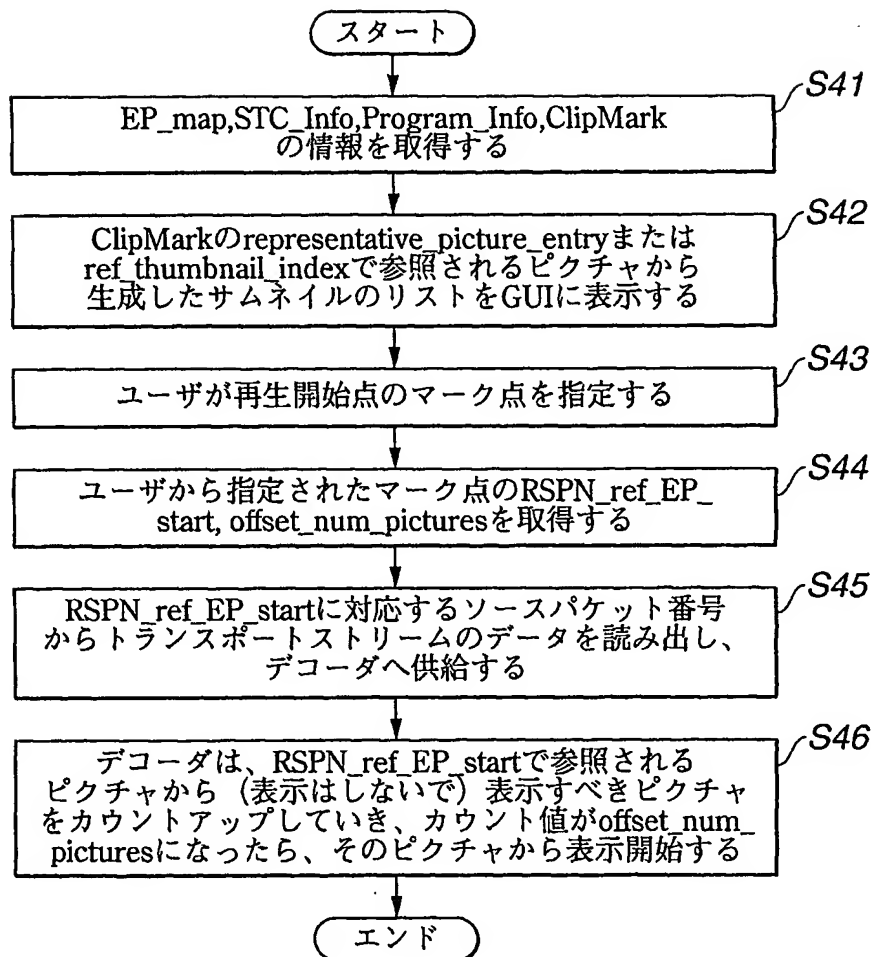 スタート
S41
EP_map,STC_Info,Program_Info,ClipMark
の情報を取得する
S42
ClipMarkのrepresentative_picture_entryまたは
ref_thumbnail_indexで参照されるピクチャから
生成したサムネイルのリストをGUIに表示する
S43
ユーザが再生開始点のマーク点を指定する
S44
ユーザから指定されたマーク点のRSPN_ref_EP_
start, offset_num_picturesを取得する
S45
RSPN_ref_EP_startに対応するソースパケット番号
からトランスポートストリームのデータを読み出し、
デコーダへ供給する
S46
デコーダは、RSPN_ref_EP_startで参照される
ピクチャから（表示はしないで）表示すべきピクチャ
をカウントアップしていき、カウント値がoffset_num_
picturesになったら、そのピクチャから表示開始する
エンド